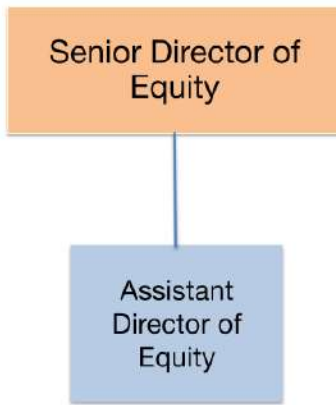 Senior Director of
Equity
Assistant
Director of
Equity